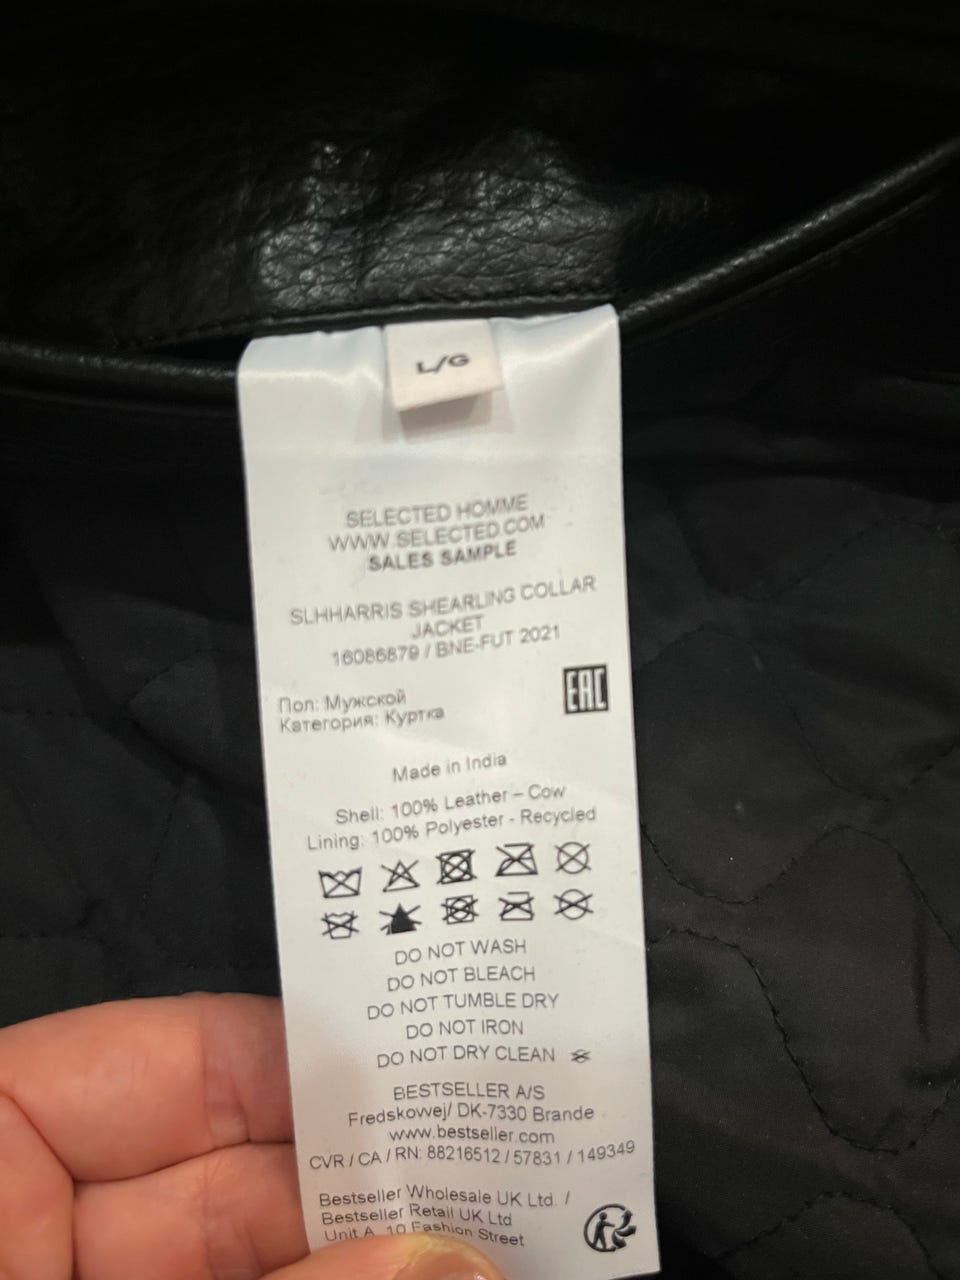 L/G
SELECTED HOMME
WWW.SELECTED.COM
SALES SAMPLE
SLHHARRIS SHEARLING COLLAR
JACKET
16086879 / BNE-FUT 2021
EAC
Пол: Мужской
Категория: Куртка
Made in India
Shell: 100% Leather – Cow
Lining: 100% Polyester - Recycled
DO NOT WASH
DO NOT BLEACH
DO NOT TUMBLE DRY
DO NOT IRON
DO NOT DRY CLEAN
BESTSELLER A/S
Fredskowej/ DK-7330 Brande
www.bestseller.com
CVR / CA / RN: 88216512 / 57831 / 149349
Bestseller Wholesale UK Ltd. /
Bestseller Retail UK Ltd
Unit A, 10 Fashion Street